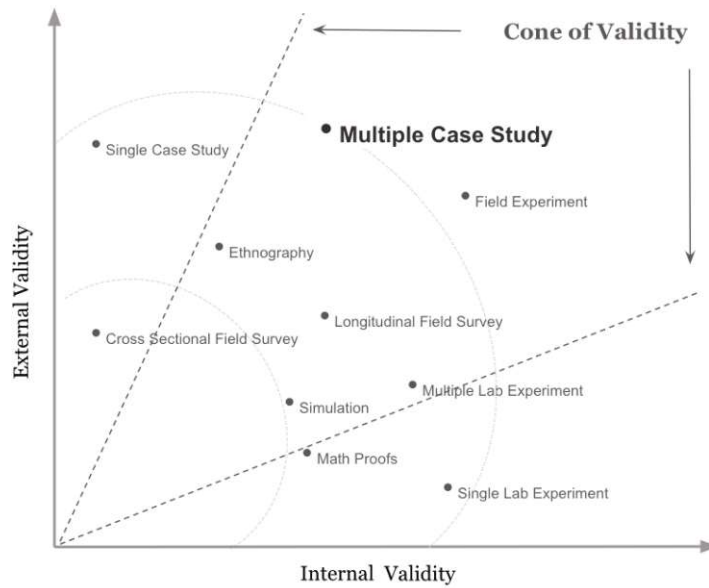 Cone of Validity
Multiple Case Study
Single Case Study
Field Experiment
Ethnography
Longitudinal Field Survey
Cross Sectional Field Survey
Multiple Lab Experiment
Simulation
Math Proofs
Single Lab Experiment
External Validity
Internal Validity